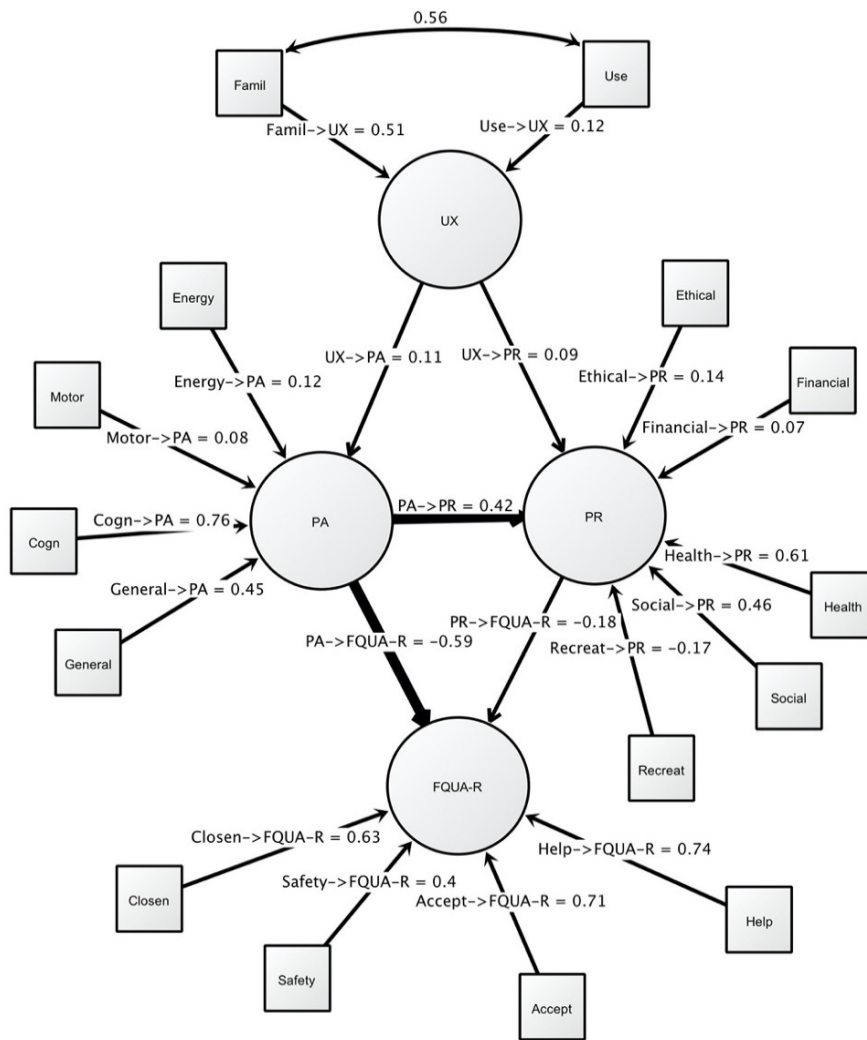 0.56
Famil
Use
Famil->UX = 0.51
Use->UX = 0.12
UX
Energy
Ethical
UX->PA = 0.11
UX->PR = 0.09
Energy->PA = 0.12
Ethical->PR = 0.14
Motor
Financial
Motor->PA = 0.08
Financial->PR = 0.07
PA->PR = 0.42
Cogn
Cogn->PA = 0.76
PA
PR
General->PA = 0.45
Health->PR = 0.61
Health
Social->PR = 0.46
PR->FQUA-R = -0.18
PA->FQUA-R = -0.59
Recreat->PR = -0.17
General
Social
Recreat
FQUA-R
Closen->FQUA-R = 0.63
Help->FQUA-R = 0.74
Safety->FQUA-R = 0.4
Accept->FQUA-R = 0.71
Closen
Help
Safety
Accept